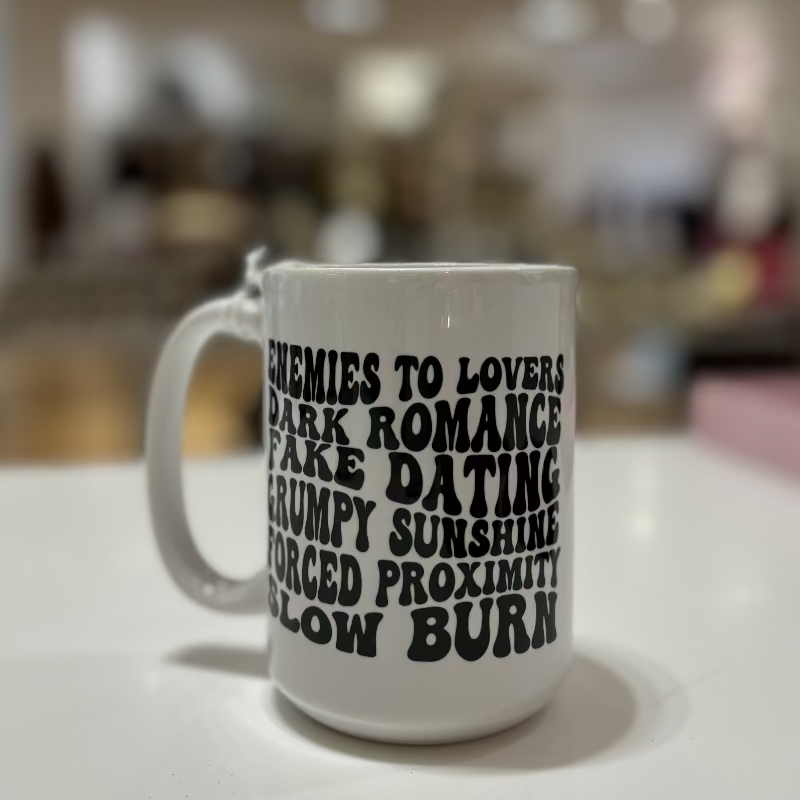 ENEMIES TO LOVERS
DARK ROMANCE
FAKE DATING
GRUMPY SUNSHINE
FORCED PROXIMITY
SLOW BURN